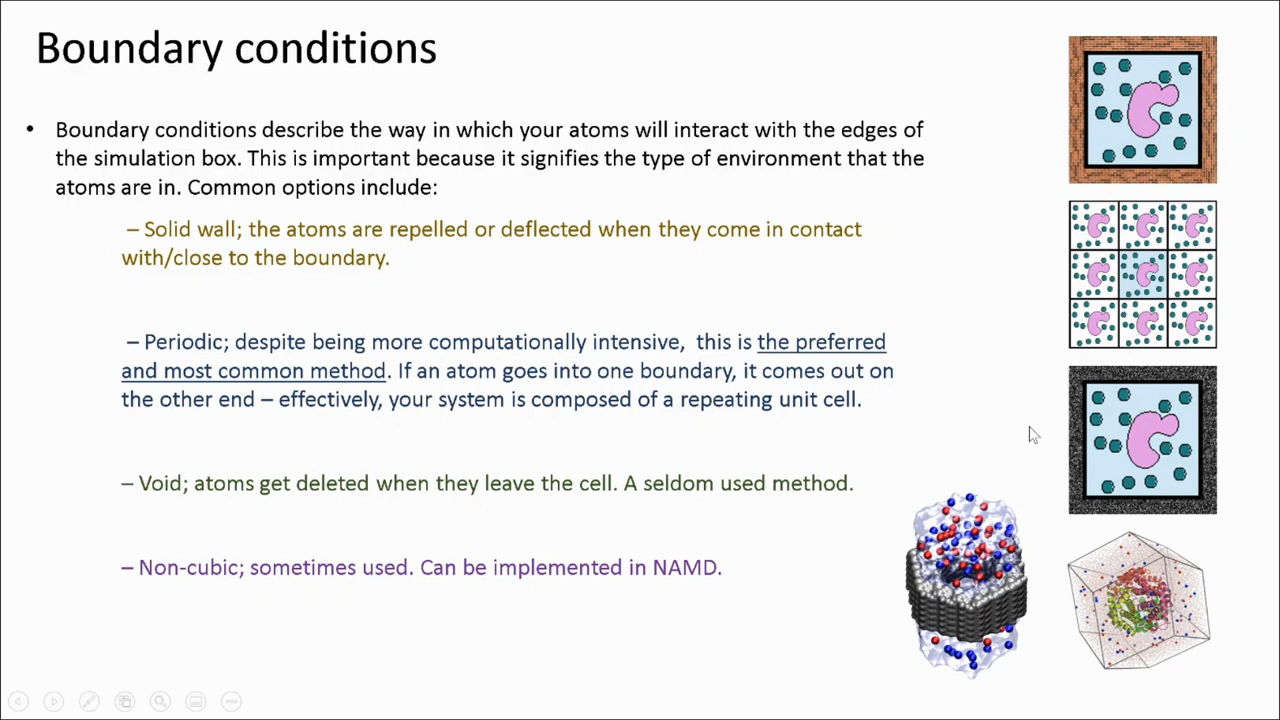 Boundary conditions
• Boundary conditions describe the way in which your atoms will interact with the edges of
the simulation box. This is important because it signifies the type of environment that the
atoms are in. Common options include:
– Solid wall; the atoms are repelled or deflected when they come in contact
with/close to the boundary.
– Periodic; despite being more computationally intensive, this is the preferred
and most common method. If an atom goes into one boundary, it comes out on
the other end – effectively, your system is composed of a repeating unit cell.
– Void; atoms get deleted when they leave the cell. A seldom used method.
– Non-cubic; sometimes used. Can be implemented in NAMD.